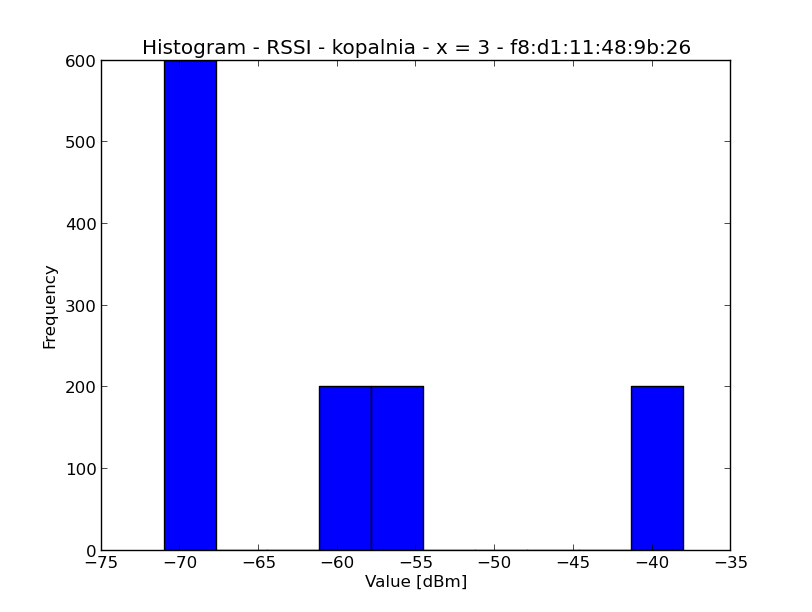 Histogram - RSSI - kopalnia - x = 3 - f8:d1:11:48:9b:26
600
500
400
300
200
100
0
Frequency
−75 −70 −65 −60 −55 −50 −45 −40 −35
Value [dBm]